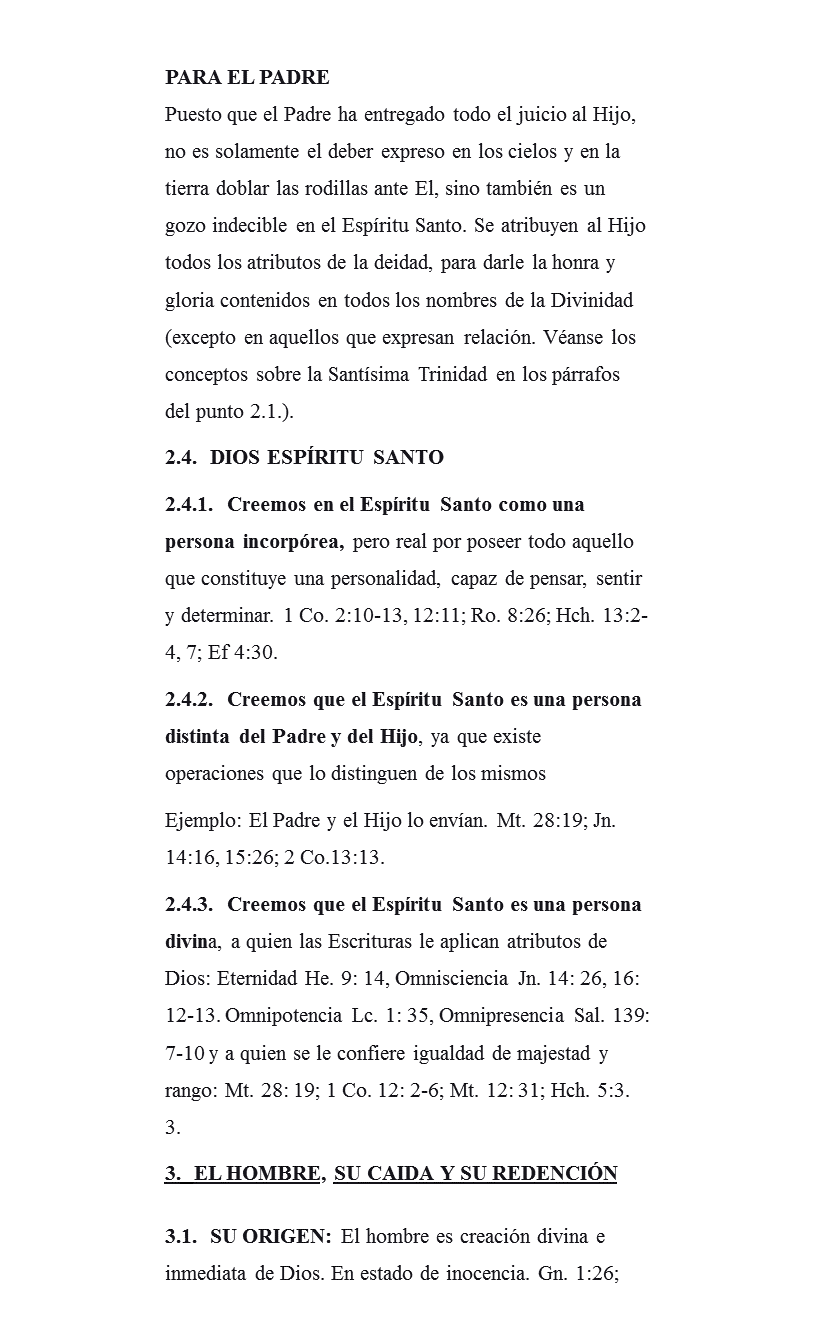 PARA EL PADRE
Puesto que el Padre ha entregado todo el juicio al Hijo,
no es solamente el deber expreso en los cielos y en la
tierra doblar las rodillas ante El, sino también es un
gozo indecible en el Espíritu Santo. Se atribuyen al Hijo
todos los atributos de la deidad, para darle la honra y
gloria contenidos en todos los nombres de la Divinidad
(excepto en aquellos que expresan relación. Véanse los
conceptos sobre la Santísima Trinidad en los párrafos
del punto 2.1.).
2.4. DIOS ESPÍRITU SANTO
2.4.1. Creemos en el Espíritu Santo como una
persona incorpórea, pero real por poseer todo aquello
que constituye una personalidad, capaz de pensar, sentir
y determinar. 1 Co. 2:10-13, 12:11; Ro. 8:26; Hch. 13:2-
4, 7; Ef 4:30.
2.4.2. Creemos que el Espíritu Santo es una persona
distinta del Padre y del Hijo, ya que existe
operaciones que lo distinguen de los mismos
Ejemplo: El Padre y el Hijo lo envían. Mt. 28:19; Jn.
14:16, 15:26; 2 Co.13:13.
2.4.3. Creemos que el Espíritu Santo es una persona
divina, a quien las Escrituras le aplican atributos de
Dios: Eternidad He. 9: 14, Omnisciencia Jn. 14: 26, 16:
12-13. Omnipotencia Lc. 1: 35, Omnipresencia Sal. 139:
7-10 y a quien se le confiere igualdad de majestad y
rango: Mt. 28: 19; 1 Co. 12: 2-6; Mt. 12: 31; Hch. 5:3.
3.
3. EL HOMBRE, SU CAIDA Y SU REDENCIÓN
3.1. SU ORIGEN: El hombre es creación divina e
inmediata de Dios. En estado de inocencia. Gn. 1:26;